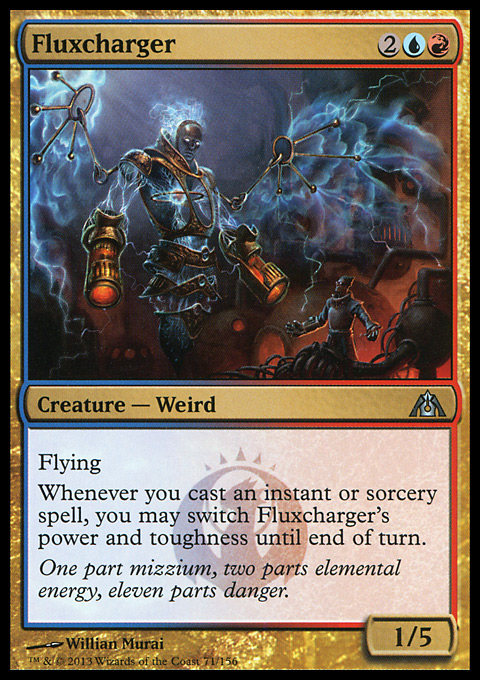 Fluxcharger 2
Creature — Weird
Flying
Whenever you cast an instant or sorcery
spell, you may switch Fluxcharger's
power and toughness until end of turn.
One part mizzium, two parts elemental
energy, eleven parts danger.
Willian Murai
1/5
™ & © 2013 Wizards of the Coast 71/156